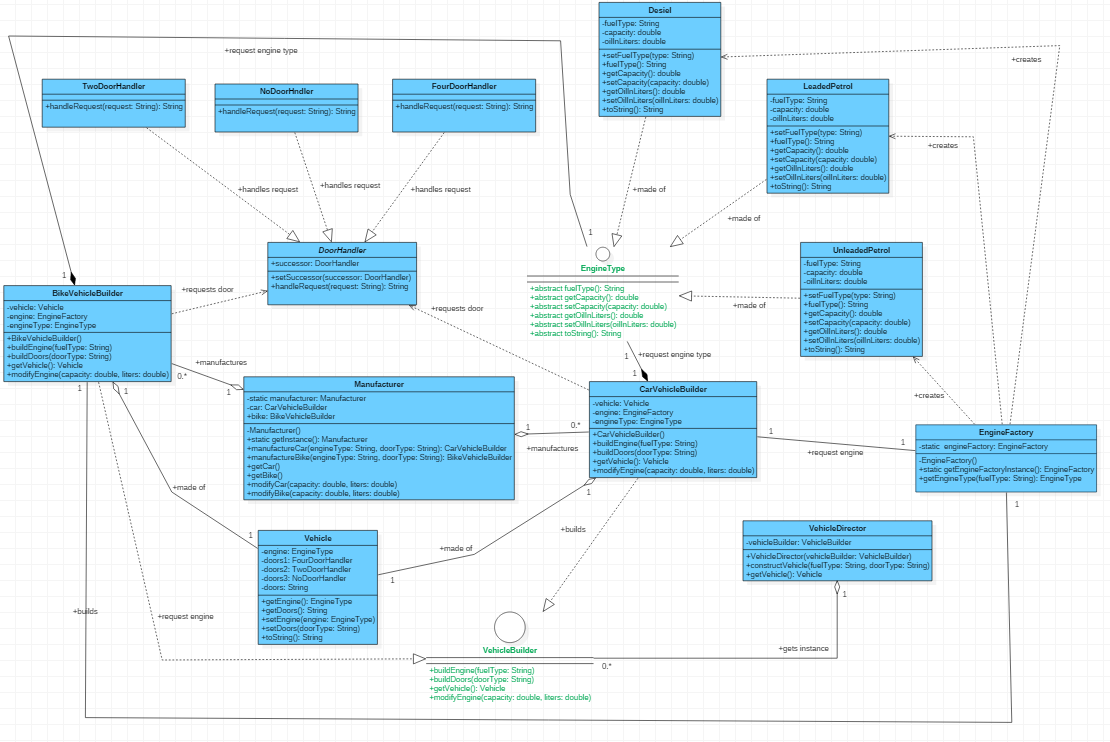 Desiel
-fuelType: String
-capacity: double
-oilInLiters: double
+setFuelType(type: String)
+fuelType(): String
+getCapacity(): double
+setCapacity(capacity: double)
+getOilInLiters(): double
+setOilInLiters(oilInLiters: double)
+toString(): String
+request engine type
+creates
TwoDoorHandler
+handleRequest(request: String): String
NoDoorHndler
+handleRequest(request: String): String
FourDoorHandler
+handleRequest(request: String): String
LeadedPetrol
-fuelType: String
-capacity: double
-oilInLiters: double
+setFuelType(type: String)
+fuelType(): String
+getCapacity(): double
+setCapacity(capacity: double)
+getOilInLiters(): double
+setOilInLiters(oilInLiters: double)
+toString(): String
+creates
+handles request
+handles request
+handles request
+made of
+made of
1
DoorHandler
+successor: DoorHandler
+setSuccessor(successor: DoorHandler)
+handleRequest(request: String): String
EngineType
+abstract fuelType(): String
+abstract getCapacity(): double
+abstract setCapacity(capacity: double)
+abstract getOilInLiters(): double
+abstract setOilInLiters(oilInLiters: double)
+abstract toString(): String
UnleadedPetrol
-fuelType: String
-capacity: double
-oilInLiters: double
+setFuelType(type: String)
+fuelType(): String
+getCapacity(): double
+setCapacity(capacity: double)
+getOilInLiters(): double
+setOilInLiters(oilInLiters: double)
+toString(): String
1
+requests door
+requests door
+made of
BikeVehicleBuilder
-vehicle: Vehicle
-engine: EngineFactory
-engineType: EngineType
+BikeVehicleBuilder()
+buildEngine(fuelType: String)
+buildDoors(doorType: String)
+getVehicle(): Vehicle
+modifyEngine(capacity: double, liters: double)
+manufactures
0.*
1
1
1
1
+request engine type
1
+creates
Manufacturer
-static manufacturer: Manufacturer
-car: CarVehicleBuilder
+bike: BikeVehicleBuilder
-Manufacturer()
+static getInstance(): Manufacturer
+manufactureCar(engineType: String, doorType: String): CarVehicleBuilder
+manufactureBike(engineType: String, doorType: String): BikeVehicleBuilder
+getCar()
+getBike()
+modifyCar(capacity: double, liters: double)
+modifyBike(capacity: double, liters: double)
1
0.*
+manufactures
CarVehicleBuilder
-vehicle: Vehicle
-engine: EngineFactory
-engineType: EngineType
+CarVehicleBuilder()
+buildEngine(fuelType: String)
+buildDoors(doorType: String)
+getVehicle(): Vehicle
+modifyEngine(capacity: double, liters: double)
1
1
+request engine
EngineFactory
-static engineFactory: EngineFactory
-EngineFactory()
+static getEngineFactoryInstance(): EngineFactory
+getEngineType(fuelType: String): EngineType
1
1
+made of
1
Vehicle
-engine: EngineType
-doors1: FourDoorHandler
-doors2: TwoDoorHandler
-doors3: NoDoorHandler
-doors: String
+getEngine(): EngineType
+getDoors(): String
+setEngine(engine: EngineType)
+setDoors(doorType: String)
+toString(): String
+made of
1
+builds
VehicleDirector
-vehicleBuilder: VehicleBuilder
+VehicleDirector(vehicleBuilder: VehicleBuilder)
+constructVehicle(fuelType: String, doorType: String)
+getVehicle(): Vehicle
1
+builds
+request engine
VehicleBuilder
+buildEngine(fuelType: String)
+buildDoors(doorType: String)
+getVehicle(): Vehicle
+modifyEngine(capacity: double, liters: double)
0.*
+gets instance